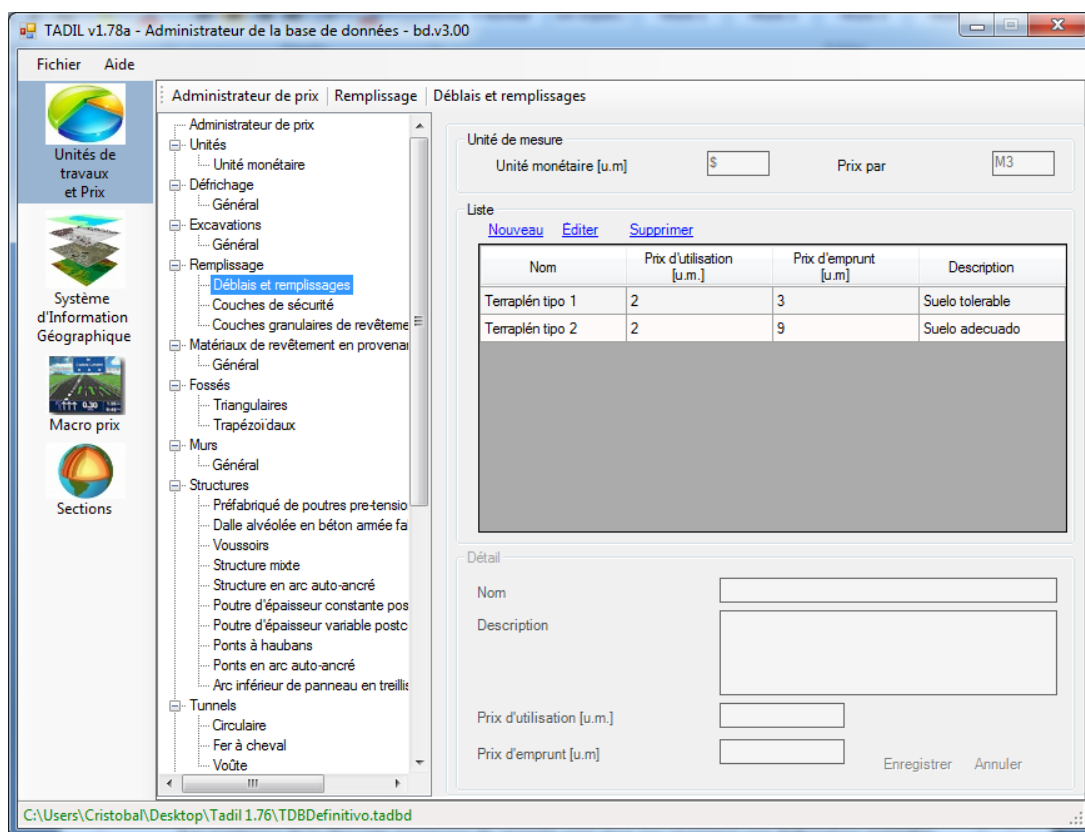 TADIL v1.78a - Administrateur de la base de données - bd.v3.00
Fichier Aide
Unités de
travaux
et Prix
Système
d'Information
Géographique
Macro prix
Sections
Administrateur de prix Remplissage Déblais et remplissages
Administrateur de prix
Unités
Unité monétaire
Défrichage
Général
Excavations
Général
Remplissage
Déblais et remplissages
Couches de sécurité
Couches granulaires de revêteme
Matériaux de revêtement en provenar
Général
Fossés
Triangulaires
Trapézoïdaux
Murs
Général
Structures
Préfabriqué de poutres pre-tensio
Dalle alvéolée en béton armée fa
Voussoirs
Structure mixte
Structure en arc auto-ancré
Poutre d'épaisseur constante pos
Poutre d'épaisseur variable postc
Ponts à haubans
Ponts en arc auto-ancré
Arc inférieur de panneau en treillis
Tunnels
Circulaire
Fer à cheval
Voûte
Unité de mesure
Unité monétaire [u.m] $ Prix par M3
Liste
Nouveau Éditer Supprimer
Nom Prix d'utilisation [u.m.] Prix d'emprunt [u.m] Description
Terraplén tipo 1 2 3 Suelo tolerable
Terraplén tipo 2 2 9 Suelo adecuado
Détail
Nom
Description
Prix d'utilisation [u.m.]
Prix d'emprunt [u.m]
Enregistrer Annuler
C:\Users\Cristobal\Desktop\Tadil 1.76\TDBDefinitivo.tadbd